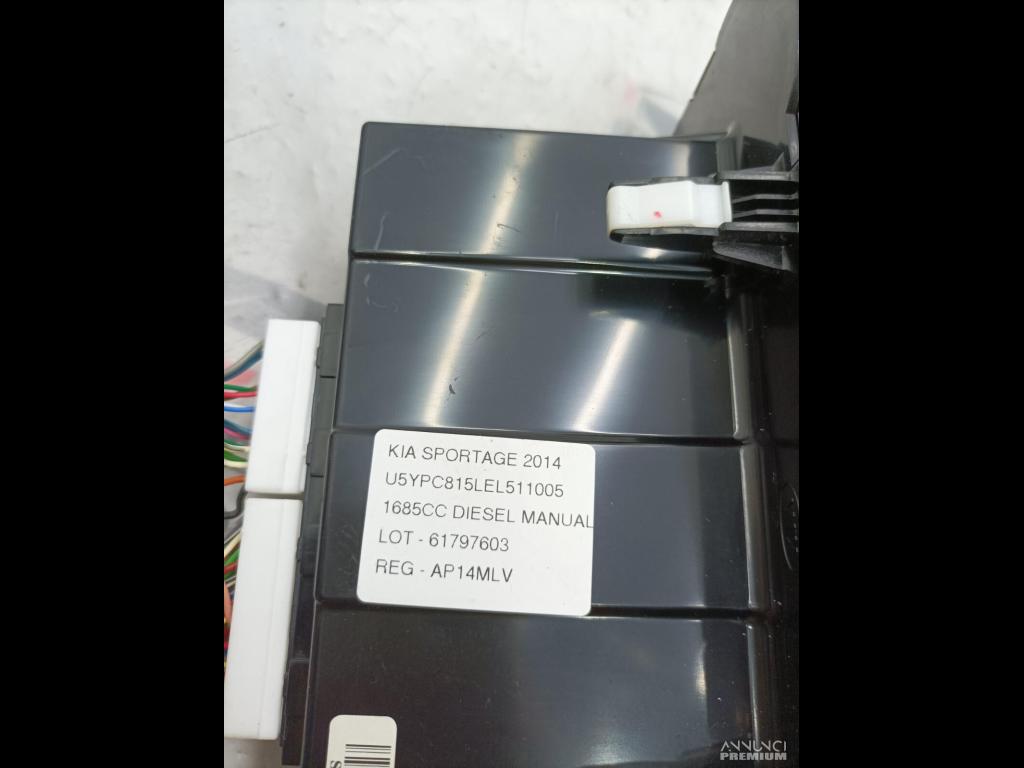 KIA SPORTAGE 2014
U5YPC815LEL511005
1685CC DIESEL MANUAL
LOT - 61797603
REG - AP14MLV
S
ANNUNCI
PREMIUM